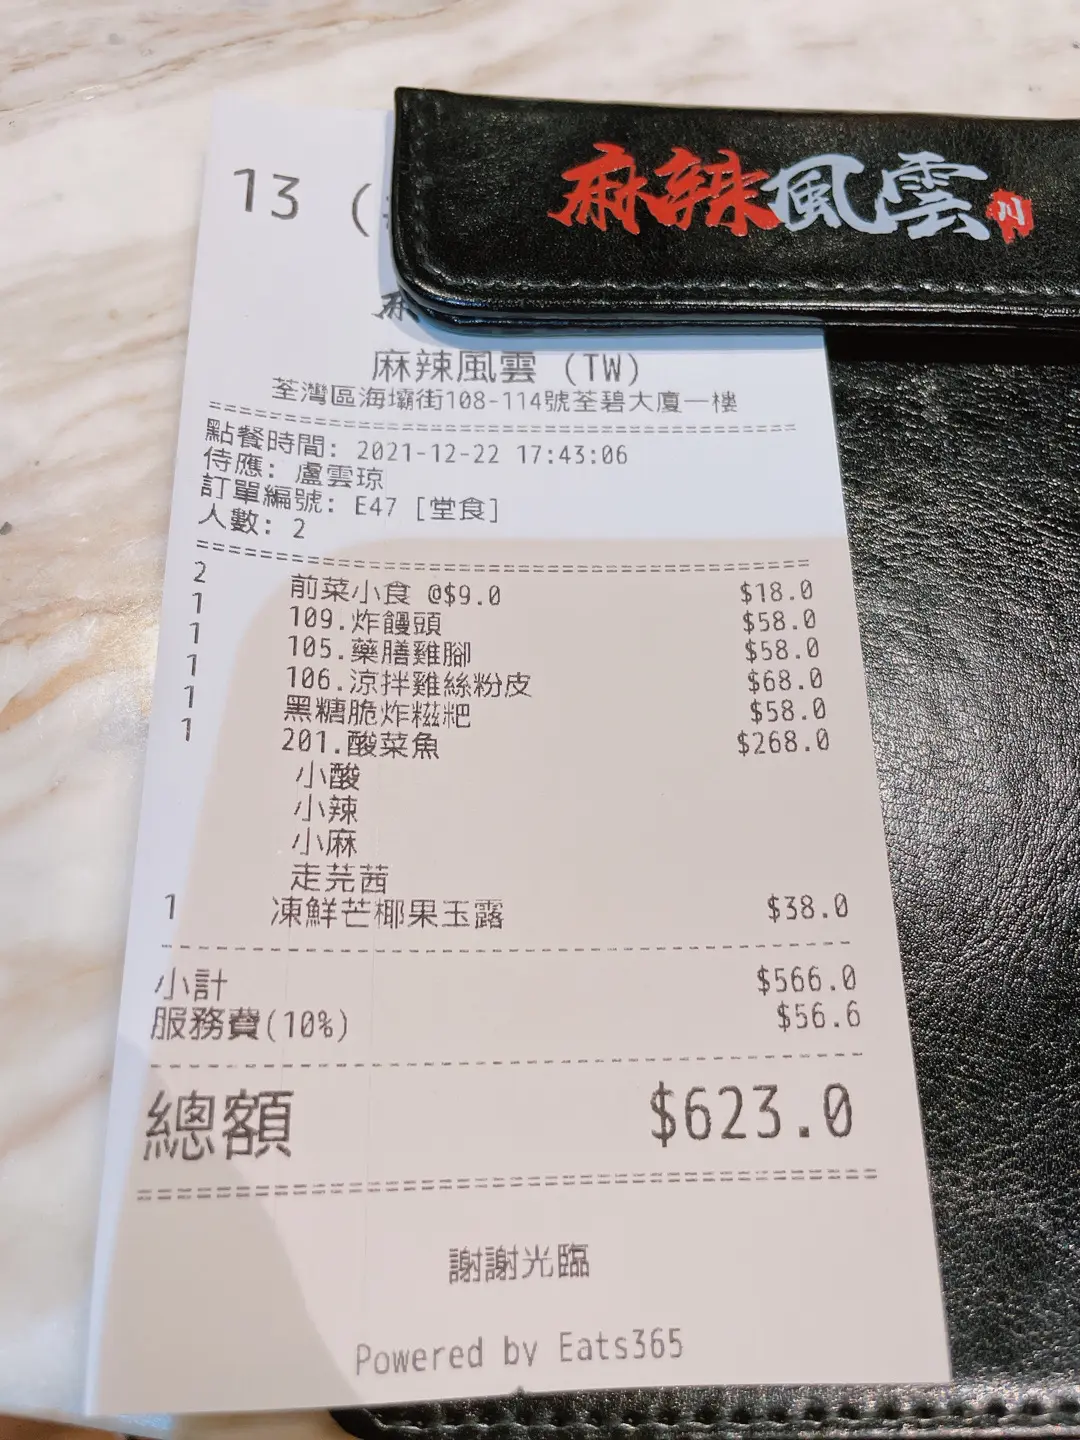 麻辣風雲川
13 (
麻辣風雲 (TW)
荃灣區海壩街108-114號荃碧大廈一樓
點餐時間: 2021-12-22 17:43:06
侍應: 盧雲琼
訂單編號: E47 [堂食]
人數: 2
2 前菜小食 @$9.0 $18.0
1 109.炸饅頭 $58.0
1 105.藥膳雞腳 $58.0
1 106.涼拌雞絲粉皮 $68.0
1 黑糖脆炸糍粑 $58.0
1 201.酸菜魚 $268.0
小酸
小辣
小麻
走芫茜
1 凍鮮芒椰果玉露 $38.0
小計 $566.0
服務費(10%) $56.6
總額 $623.0
謝謝光臨
Powered by Eats365